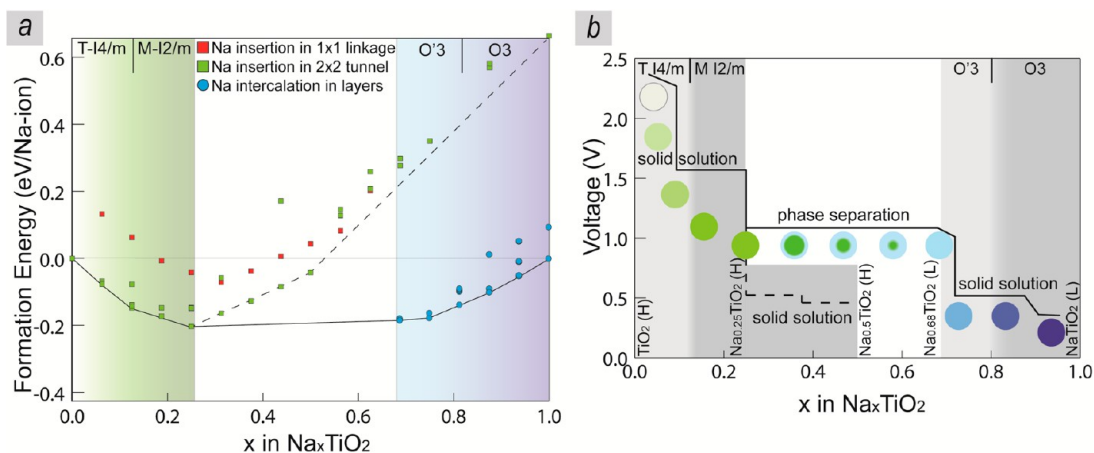 a
T-I4/m
M-I2/m
Na insertion in 1x1 linkage
Na insertion in 2x2 tunnel
Na intercalation in layers
O'3
O3
0.6
0.4
0.2
0.0
-0.2
-0.4
Formation Energy (eV/Na-ion)
0.0
0.2
0.4
0.6
0.8
1.0
x in NaxTiO2
b
T I4/m
M I2/m
O'3
O3
2.5
2.0
1.5
1.0
0.5
0.0
Voltage (V)
solid solution
phase separation
solid solution
solid solution
TiO2 (H)
Na0.25TiO2 (H)
Na0.5TiO2 (H)
Na0.68TiO2 (L)
NaTiO2 (L)
0.0
0.2
0.4
0.6
0.8
1.0
x in NaxTiO2